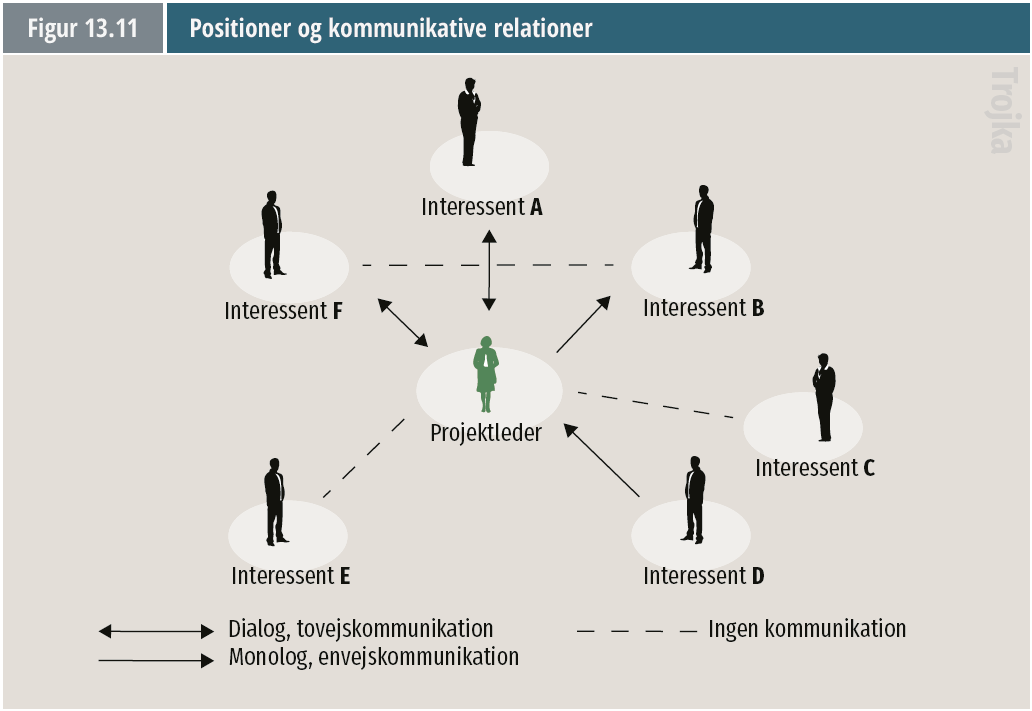 Figur 13.11
Positioner og kommunikative relationer
Trojka
Interessent A
Interessent F
Interessent B
Projektleder
Interessent C
Interessent E
Interessent D
Dialog, tovejskommunikation
Ingen kommunikation
Monolog, envejskommunikation